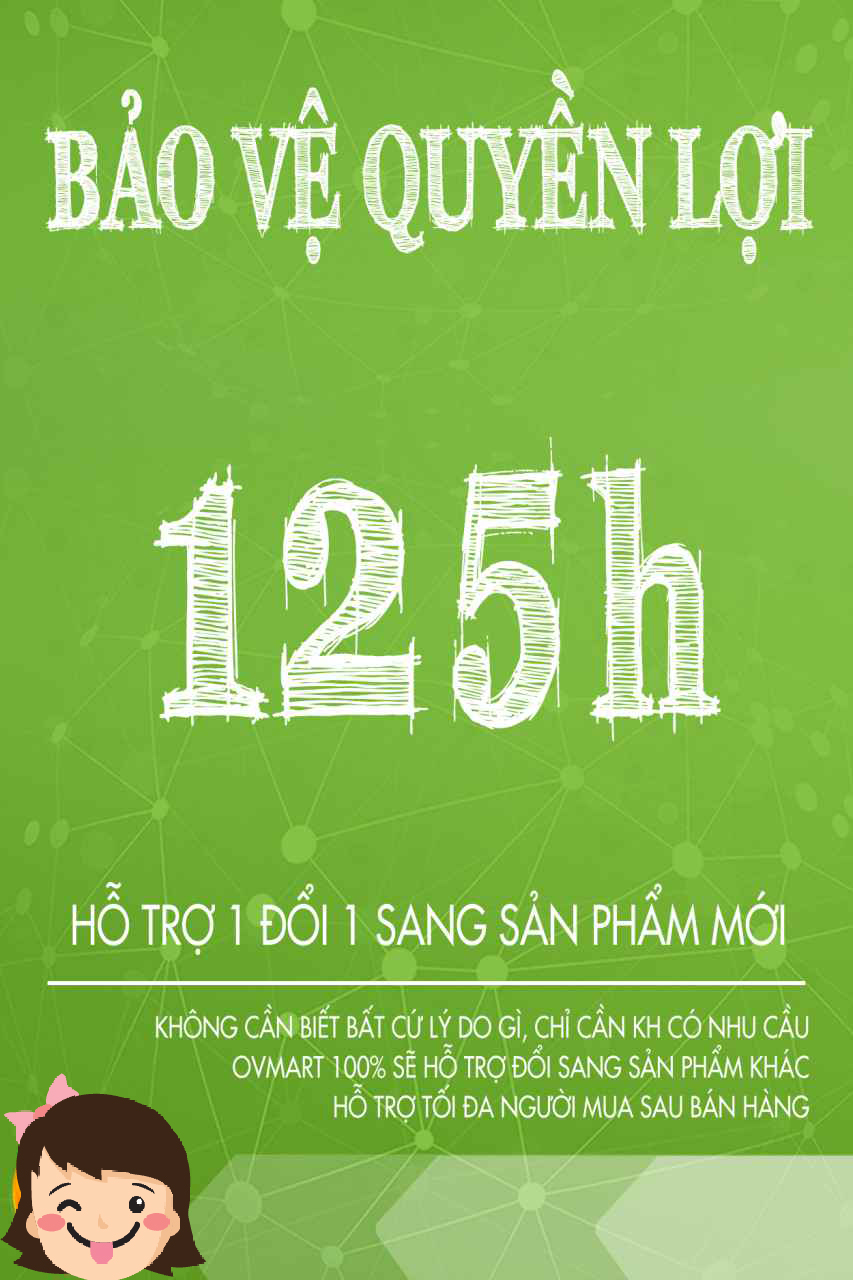 BẢO VỆ QUYỀN LỢI
125h
HỖ TRỢ 1 ĐỔI 1 SANG SẢN PHẨM MỚI
KHÔNG CẦN BIẾT BẤT CỨ LÝ DO GÌ, CHỈ CẦN KH CÓ NHU CẦU
OVMART 100% SẼ HỖ TRỢ ĐỔI SANG SẢN PHẨM KHÁC
HỖ TRỢ TỐI ĐA NGƯỜI MUA SAU BÁN HÀNG